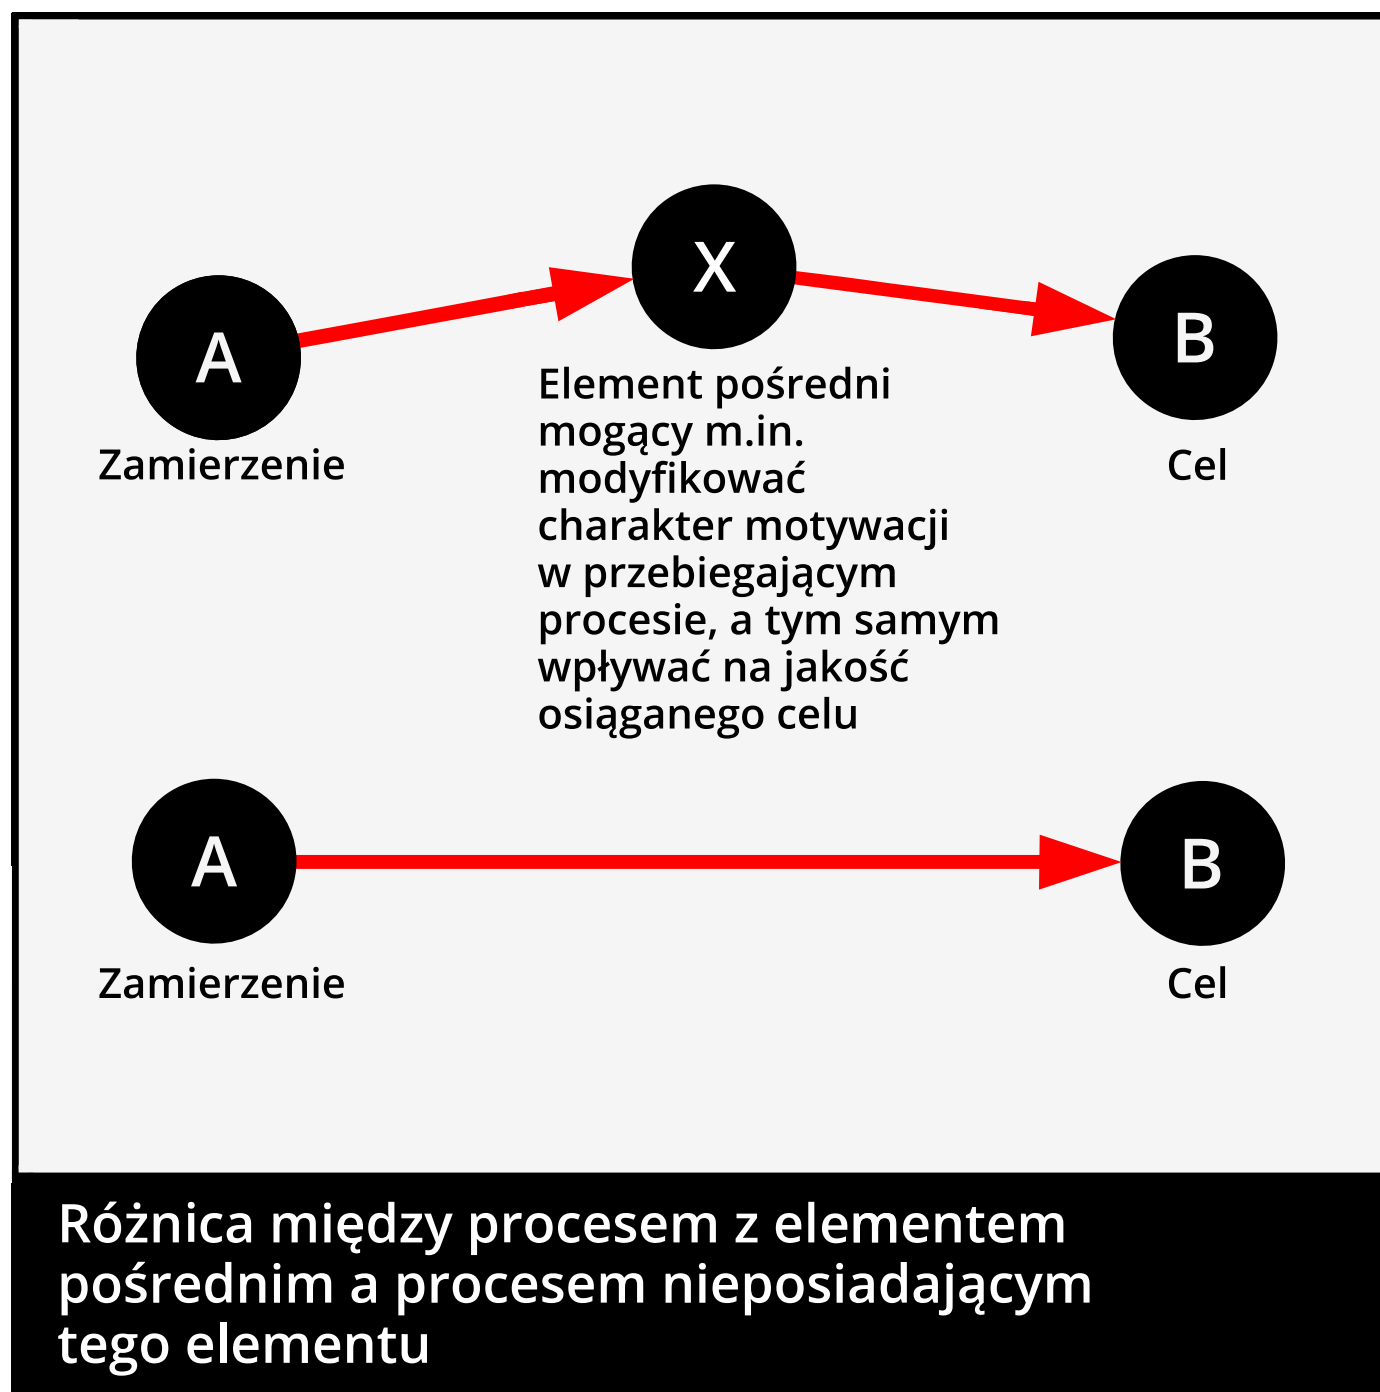 X
A
B
Zamierzenie
Element pośredni
mogący m.in.
modyfikować
charakter motywacji
w przebiegającym
procesie, a tym samym
wpływać na jakość
osiąganego celu
Cel
A
B
Zamierzenie
Cel
Różnica między procesem z elementem
pośrednim a procesem nieposiadającym
tego elementu